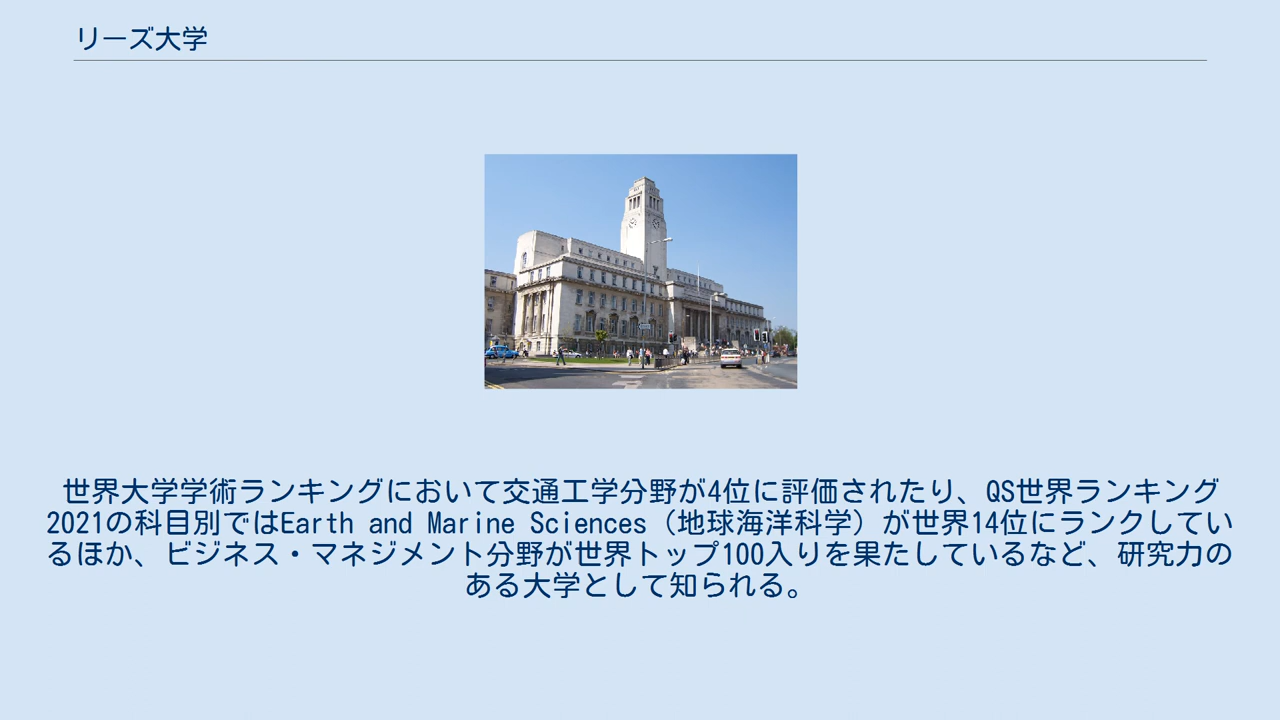 リーズ大学
世界大学学術ランキングにおいて交通工学分野が4位に評価されたり、QS世界ランキング
2021の科目別ではEarth and Marine Sciences（地球海洋科学）が世界14位にランクしてい
るほか、ビジネス・マネジメント分野が世界トップ100入りを果たしているなど、研究力の
ある大学として知られる。